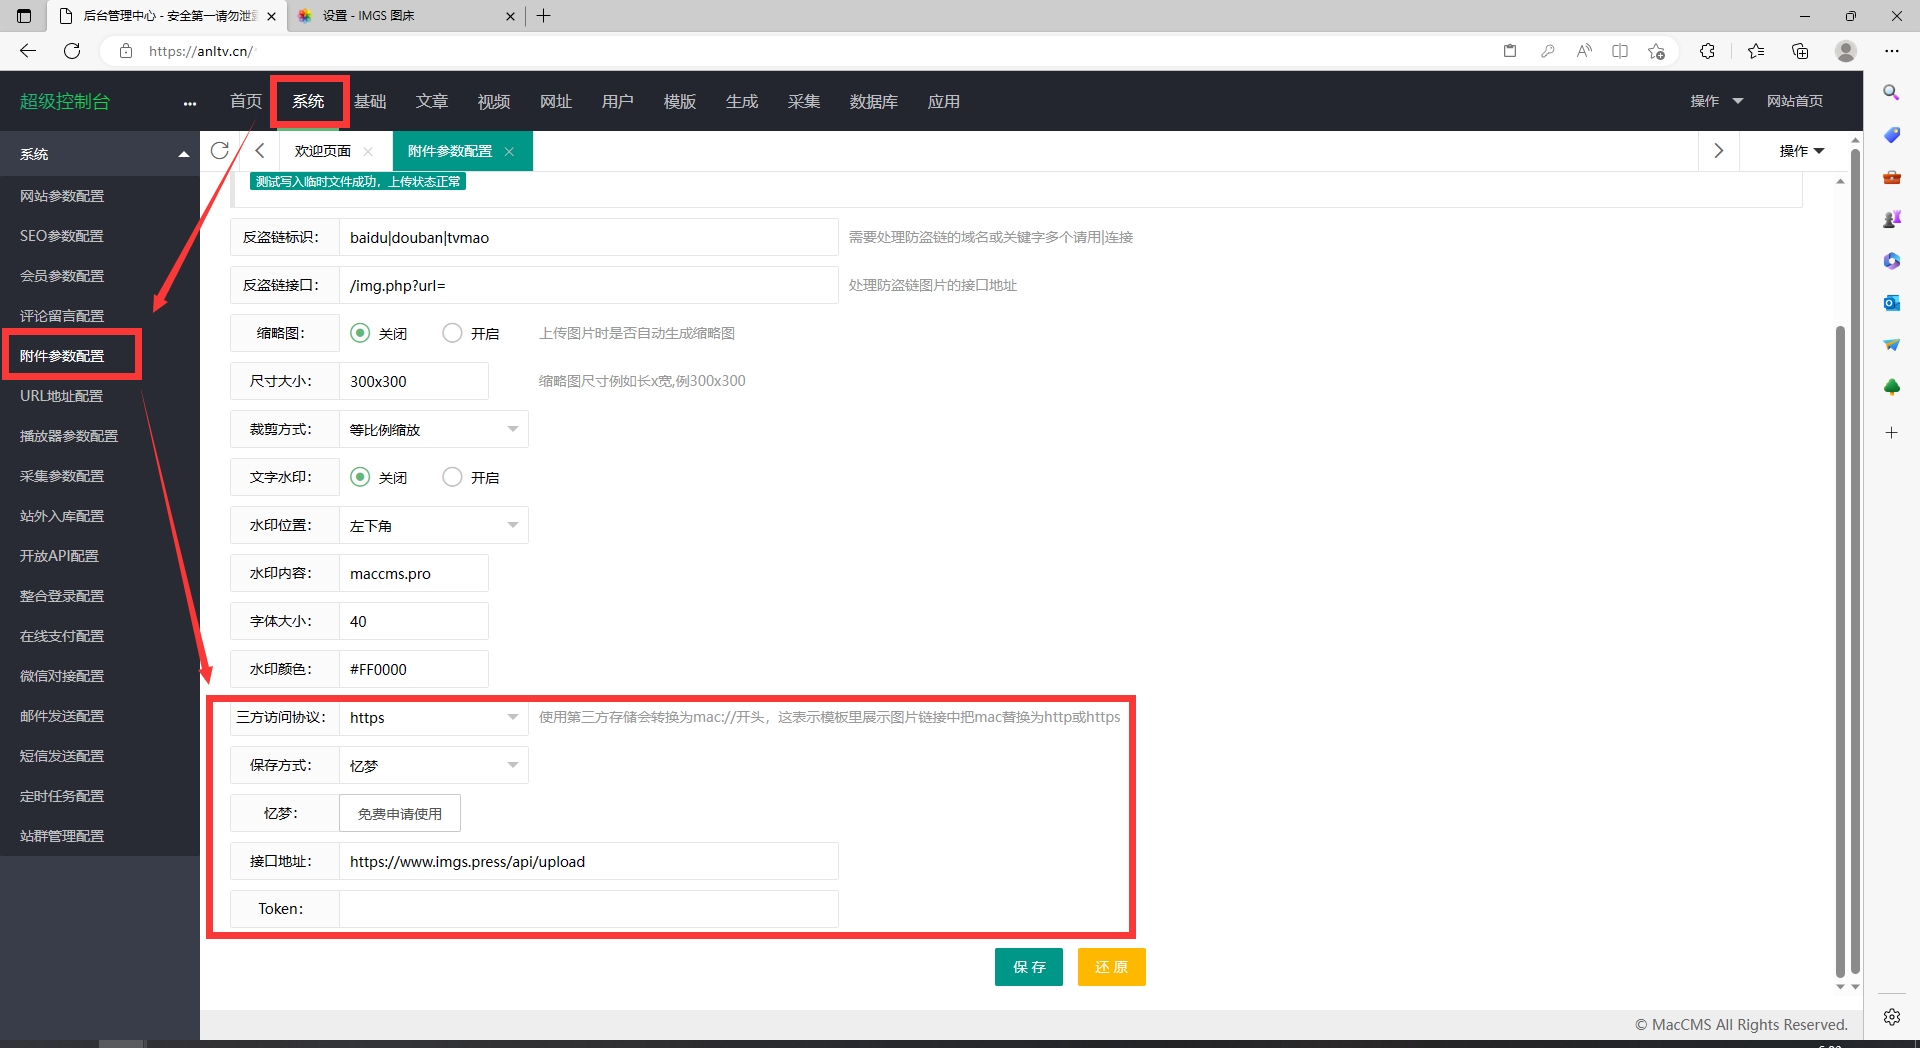 后台管理中心 - 安全第一请勿泄
设置 - IMGS 图床
https://anltv.cn/
超级控制台
首页
系统
基础
文章
视频
网址
用户
模版
生成
采集
数据库
应用
操作
网站首页
系统
欢迎页面
附件参数配置
操作
网站参数配置
SEO参数配置
会员参数配置
评论留言配置
附件参数配置
URL地址配置
播放器参数配置
采集参数配置
站外入库配置
开放API配置
整合登录配置
在线支付配置
微信对接配置
邮件发送配置
短信发送配置
定时任务配置
站群管理配置
测试写入临时文件成功，上传状态正常
反盗链标识：
baidu|douban|tvmao
需要处理防盗链的域名或关键字多个请用|连接
反盗链接口：
/img.php?url=
处理防盗链图片的接口地址
缩略图：
关闭
开启
上传图片时是否自动生成缩略图
尺寸大小：
300x300
缩略图尺寸例如长x宽,例300x300
裁剪方式：
等比例缩放
文字水印：
关闭
开启
水印位置：
左下角
水印内容：
maccms.pro
字体大小：
40
水印颜色：
#FF0000
三方访问协议：
https
使用第三方存储会转换为mac://开头，这表示模板里展示图片链接中把mac替换为http或https
保存方式：
忆梦
忆梦：
免费申请使用
接口地址：
https://www.imgs.press/api/upload
Token：
保 存
还 原
© MacCMS All Rights Reserved.